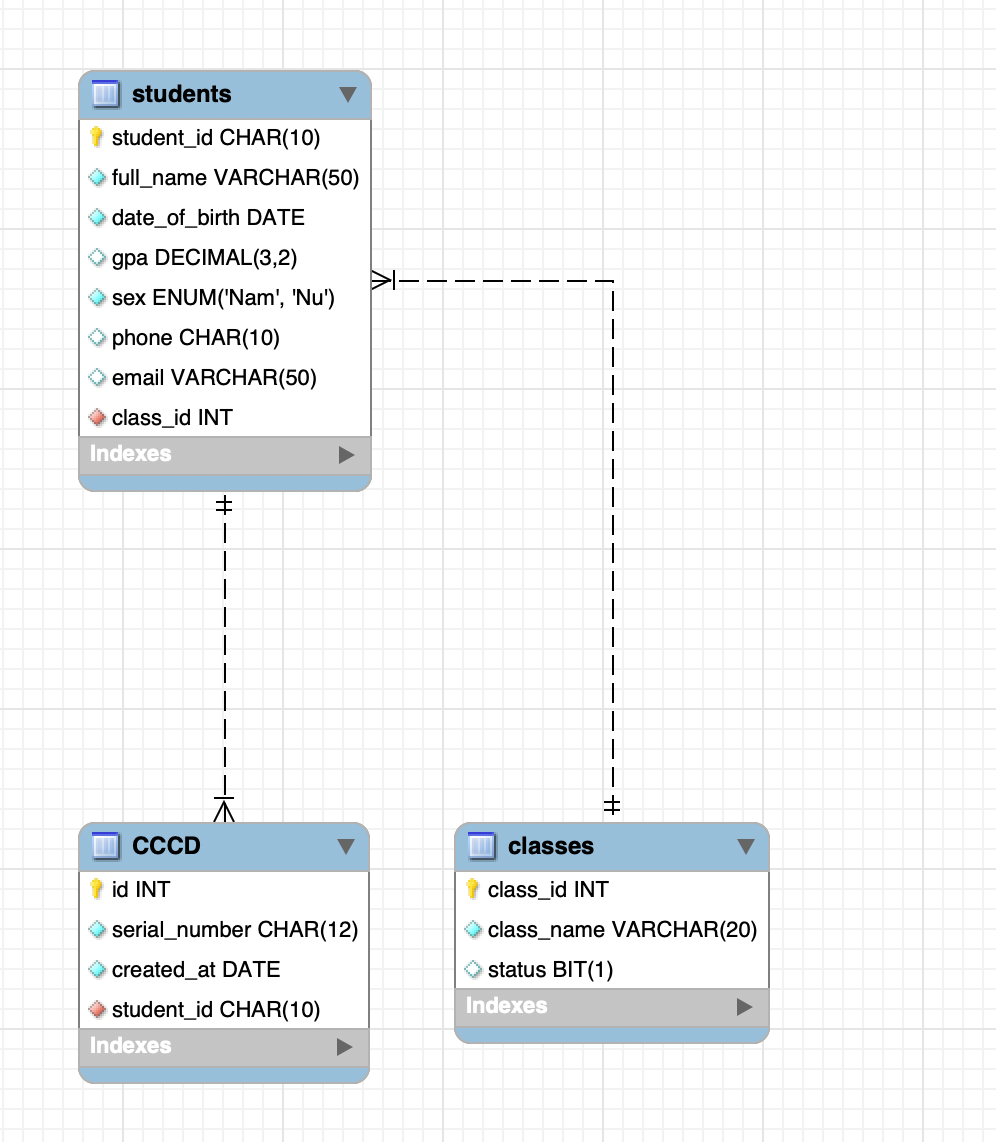 students
student_id CHAR(10)
full_name VARCHAR(50)
date_of_birth DATE
gpa DECIMAL(3,2)
sex ENUM('Nam', 'Nu')
phone CHAR(10)
email VARCHAR(50)
class_id INT
Indexes
CCCD
id INT
serial_number CHAR(12)
created_at DATE
student_id CHAR(10)
Indexes
classes
class_id INT
class_name VARCHAR(20)
status BIT(1)
Indexes